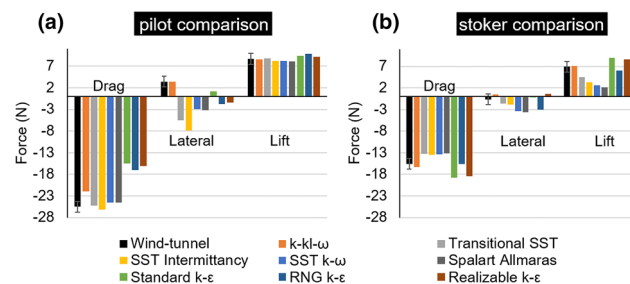 (a) pilot comparison
(b) stoker comparison
Force (N)
7
2
-3
-8
-13
-18
-23
-28
Drag
Lateral
Lift
Force (N)
7
2
-3
-8
-13
-18
-23
-28
Drag
Lateral
Lift
Wind-tunnel k-kl-ω Transitional SST
SST Intermittancy SST k-ω Spalart Allmaras
Standard k-ε RNG k-ε Realizable k-ε